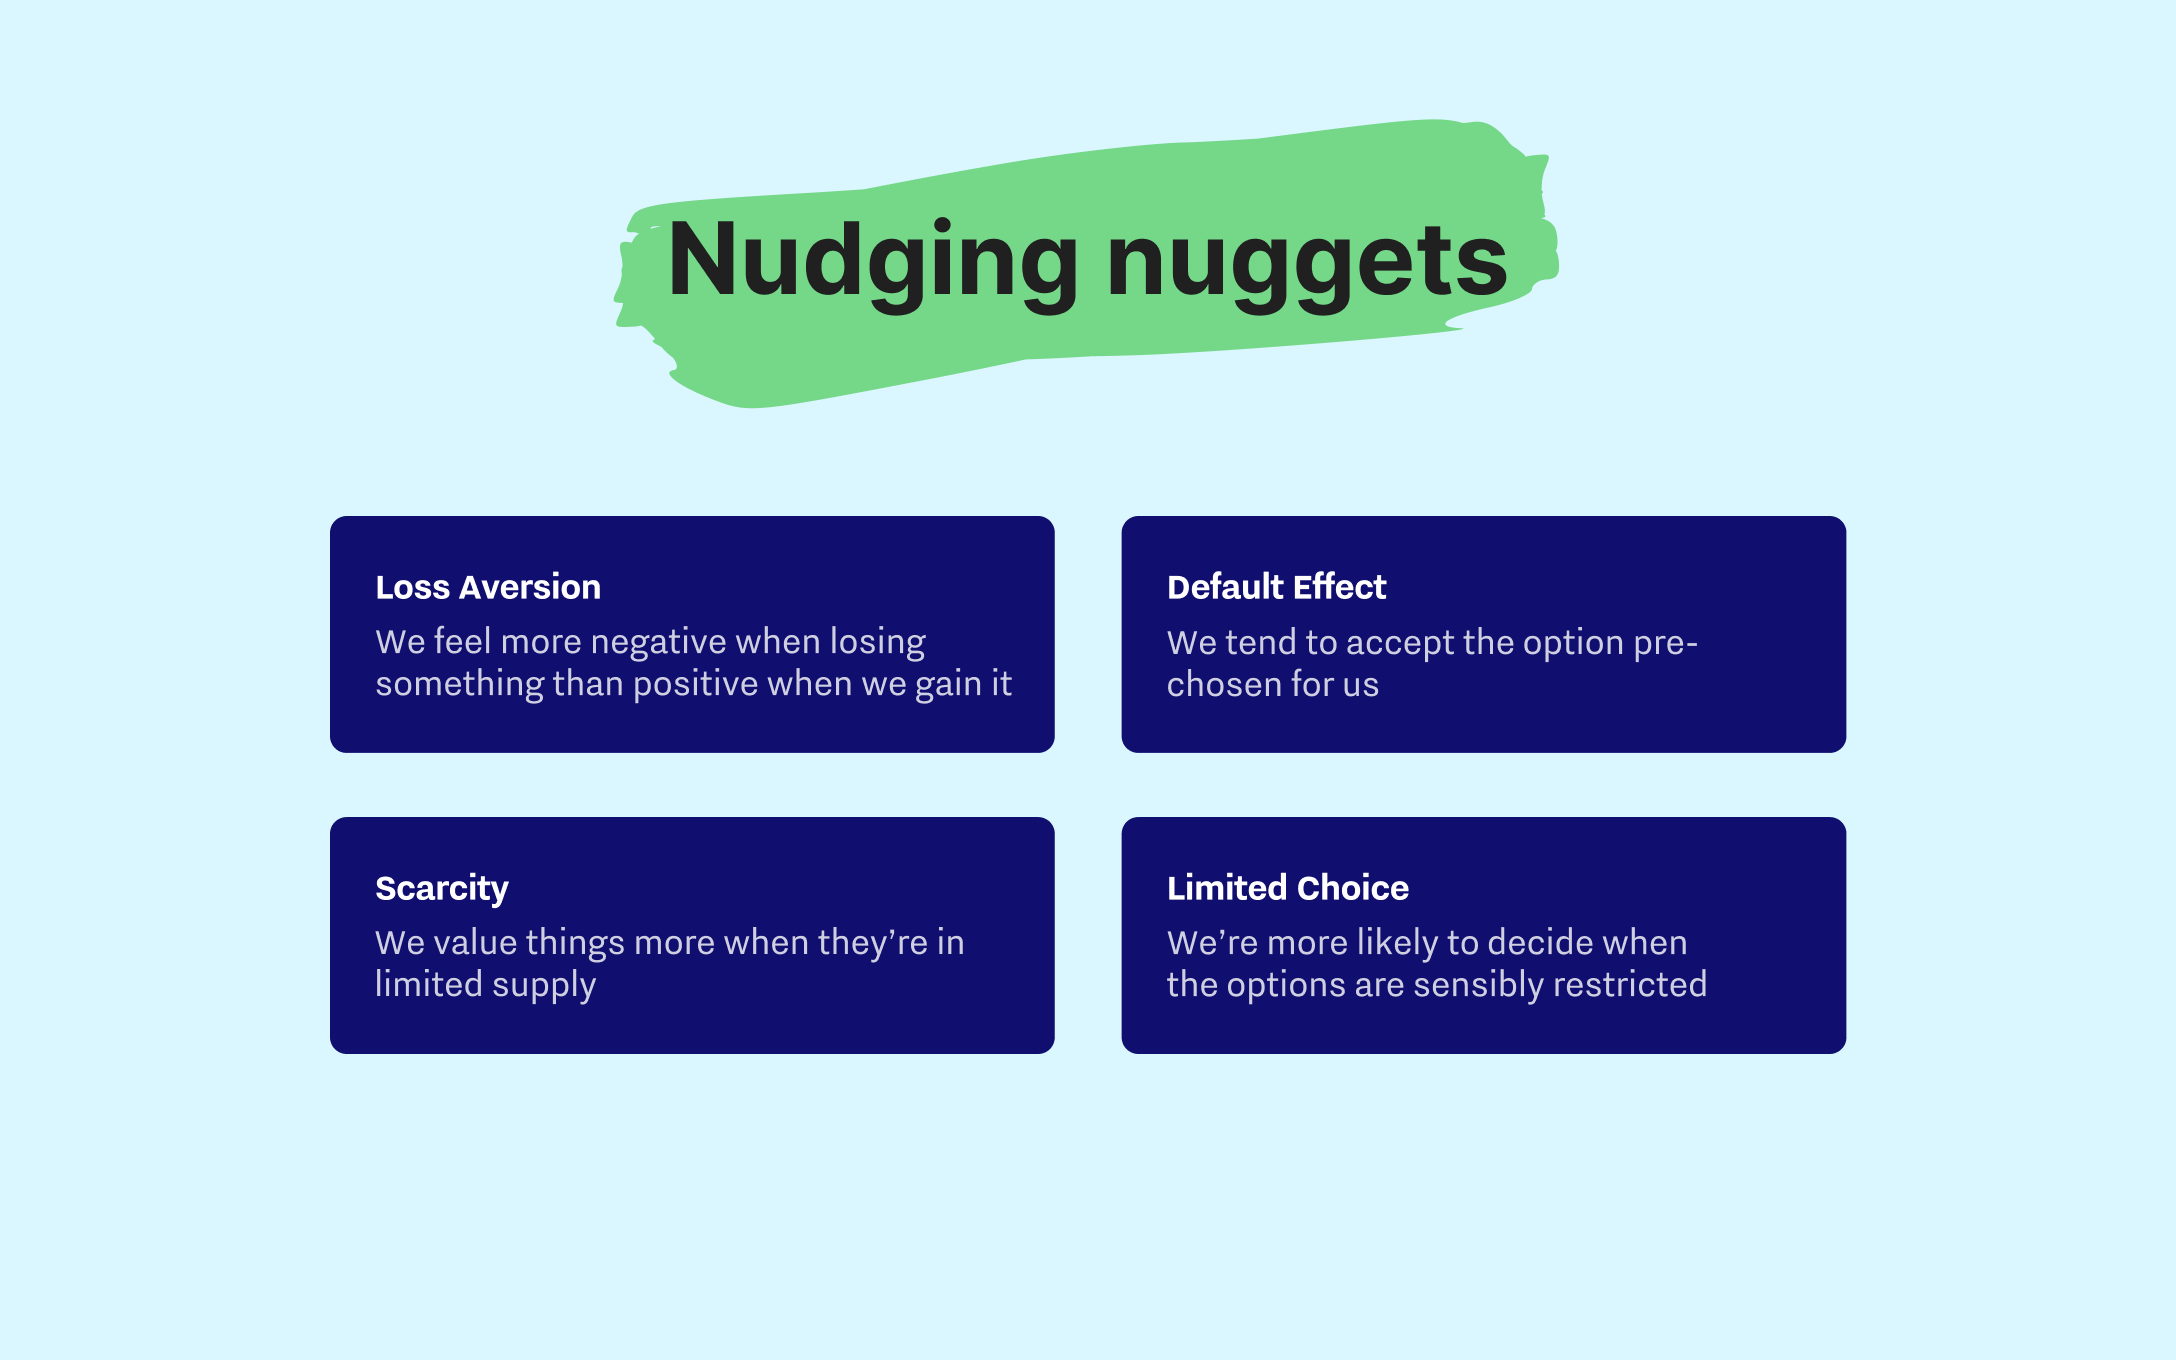 Nudging nuggets
Loss Aversion
We feel more negative when losing
something than positive when we gain it
Default Effect
We tend to accept the option pre-
chosen for us
Scarcity
We value things more when they’re in
limited supply
Limited Choice
We’re more likely to decide when
the options are sensibly restricted